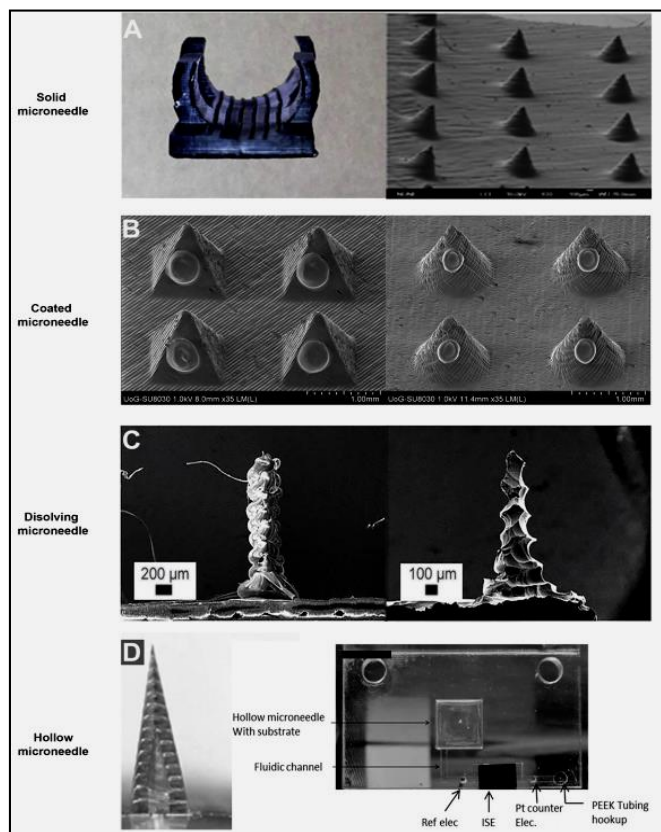 A
Solid
microneedle
B
Coated
microneedle
UoG-SU8030 1.0kV 8.0mm x35 LM(L)
1.00mm
UoG-SU8030 1.0kV 11.4mm x35 LM(L)
1.00mm
C
Disolving
microneedle
200 µm
100 µm
D
Hollow
microneedle
Hollow microneedle
With substrate
Fluidic channel
Ref elec
ISE
Pt counter
Elec.
PEEK Tubing
hookup